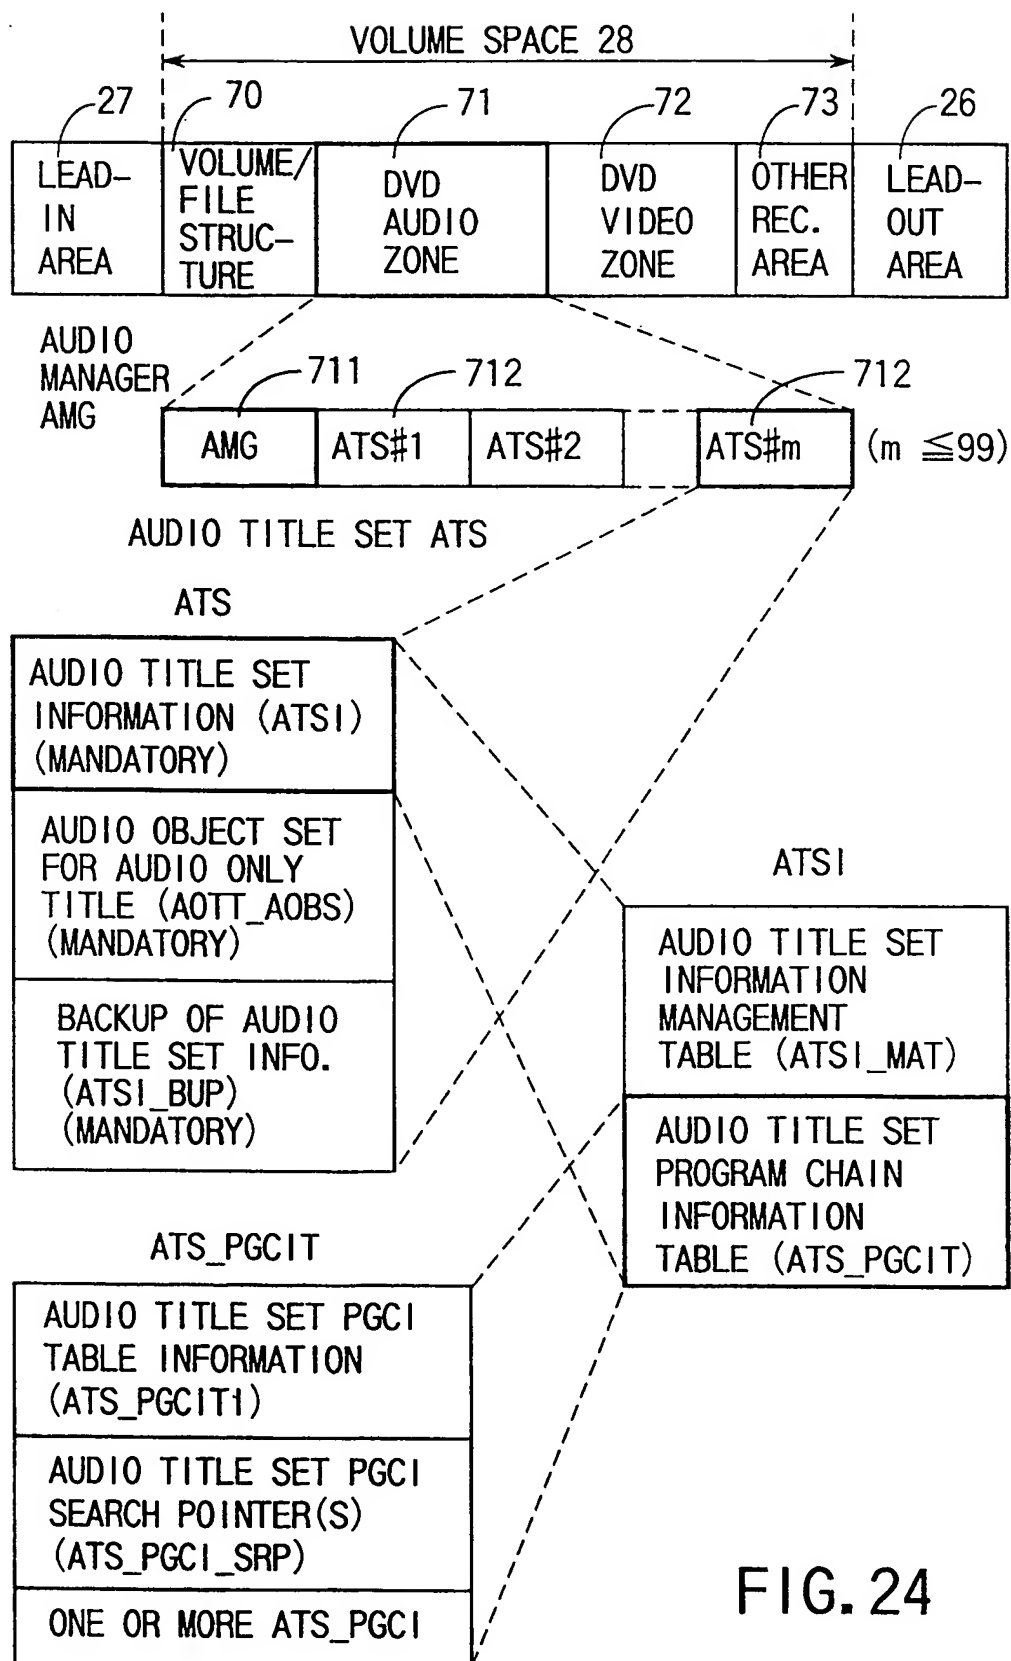 VOLUME SPACE 28
27
70
71
72
73
26
LEAD-
IN
AREA
VOLUME/
FILE
STRUC-
TURE
DVD
AUDIO
ZONE
DVD
VIDEO
ZONE
OTHER
REC.
AREA
LEAD-
OUT
AREA
AUDIO
MANAGER
AMG
711
712
712
AMG
ATS#1
ATS#2
ATS#m
(m ≦99)
AUDIO TITLE SET ATS
ATS
AUDIO TITLE SET
INFORMATION (ATSI)
(MANDATORY)
AUDIO OBJECT SET
FOR AUDIO ONLY
TITLE (AOTT_AOBS)
(MANDATORY)
BACKUP OF AUDIO
TITLE SET INFO.
(ATSI_BUP)
(MANDATORY)
ATSI
AUDIO TITLE SET
INFORMATION
MANAGEMENT
TABLE (ATSI_MAT)
AUDIO TITLE SET
PROGRAM CHAIN
INFORMATION
TABLE (ATS_PGCIT)
ATS_PGCIT
AUDIO TITLE SET PGCI
TABLE INFORMATION
(ATS_PGCITI)
AUDIO TITLE SET PGCI
SEARCH POINTER(S)
(ATS_PGCI_SRP)
ONE OR MORE ATS_PGCI
FIG. 24